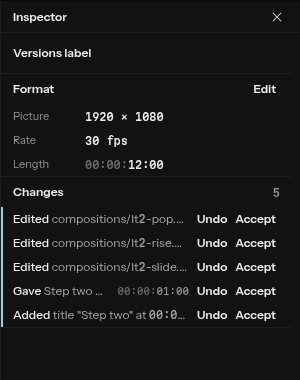 Inspector
Versions label
Format Edit
Picture 1920 × 1080
Rate 30 fps
Length 00:00:12:00
Changes 5
Edited compositions/lt2-pop.... Undo Accept
Edited compositions/lt2-rise.... Undo Accept
Edited compositions/lt2-slide.... Undo Accept
Gave Step two ... 00:00:01:00 Undo Accept
Added title "Step two" at 00:0... Undo Accept